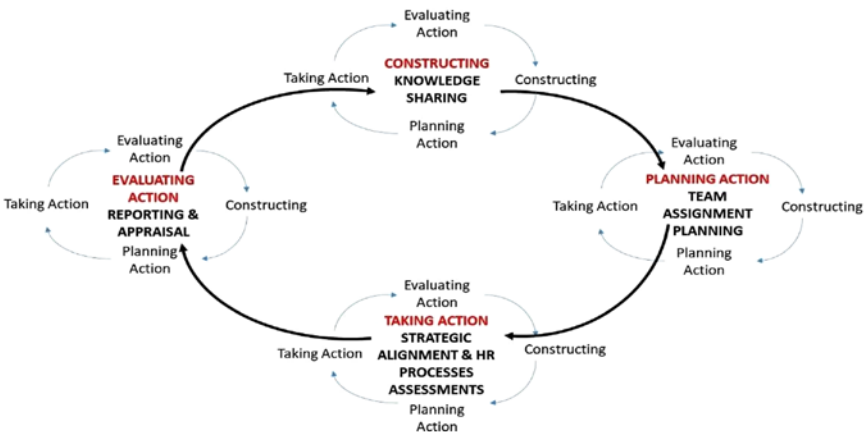 Evaluating
Action
Taking Action
CONSTRUCTING
KNOWLEDGE
SHARING
Constructing
Planning
Action
Evaluating
Action
Taking Action
EVALUATING
ACTION
REPORTING &
APPRAISAL
Constructing
Planning
Action
Evaluating
Action
Taking Action
PLANNING ACTION
TEAM
ASSIGNMENT
PLANNING
Constructing
Planning
Action
Evaluating
Action
Taking Action
TAKING ACTION
STRATEGIC
ALIGNMENT & HR
PROCESSES
ASSESSMENTS
Constructing
Planning
Action